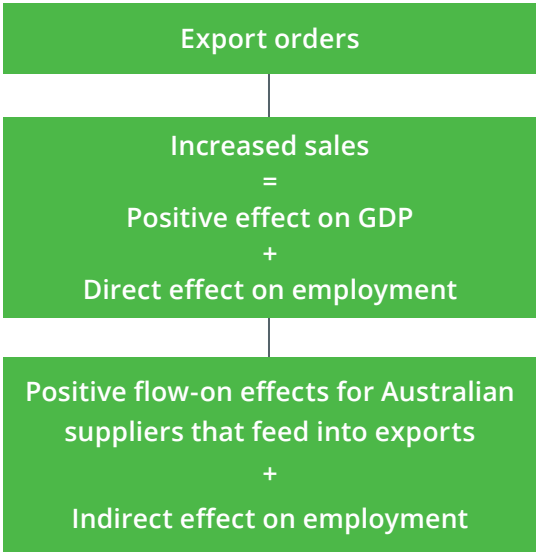 Export orders
Increased sales
=
Positive effect on GDP
+
Direct effect on employment
Positive flow-on effects for Australian
suppliers that feed into exports
+
Indirect effect on employment